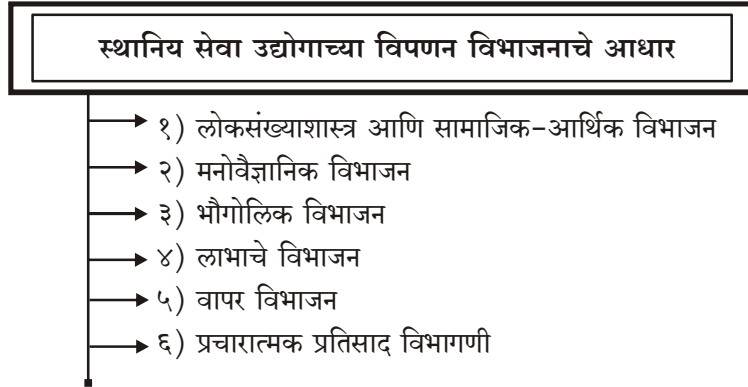 स्थानिय सेवा उद्योगाच्या विपणन विभाजनाचे आधार
१) लोकसंख्याशास्त्र आणि सामाजिक-आर्थिक विभाजन
२) मनोवैज्ञानिक विभाजन
३) भौगोलिक विभाजन
४) लाभाचे विभाजन
५) वापर विभाजन
६) प्रचारात्मक प्रतिसाद विभागणी